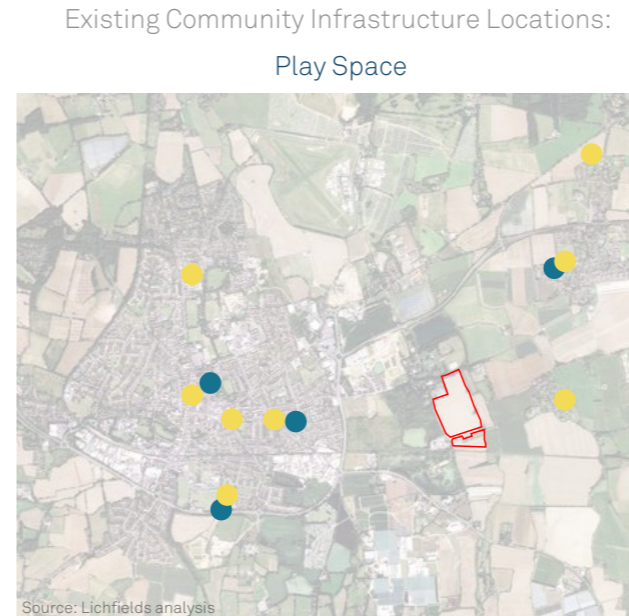 Existing Community Infrastructure Locations:
Play Space
Source: Lichfields analysis